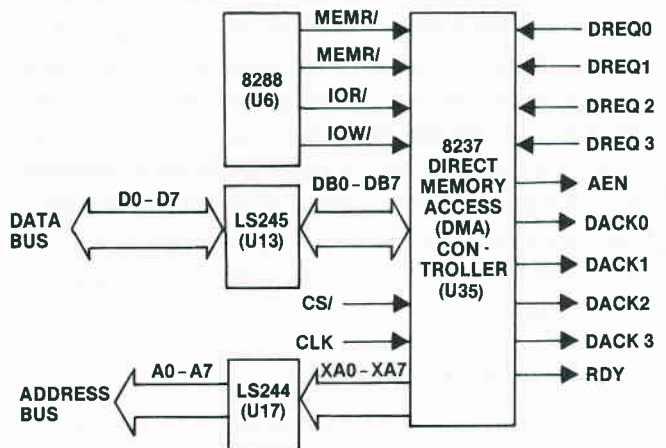 MEMR/
MEMR/
IOR/
IOW/
8288
(U6)
DREQ0
DREQ1
DREQ 2
DREQ 3
AEN
DACK0
DACK1
DACK2
DACK 3
RDY
8237
DIRECT
MEMORY
ACCESS
(DMA)
CON -
TROLLER
(U35)
DATA
BUS
D0 - D7
LS245
(U13)
DB0 - DB7
CS/
CLK
ADDRESS
BUS
A0 - A7
LS244
(U17)
XA0 - XA7